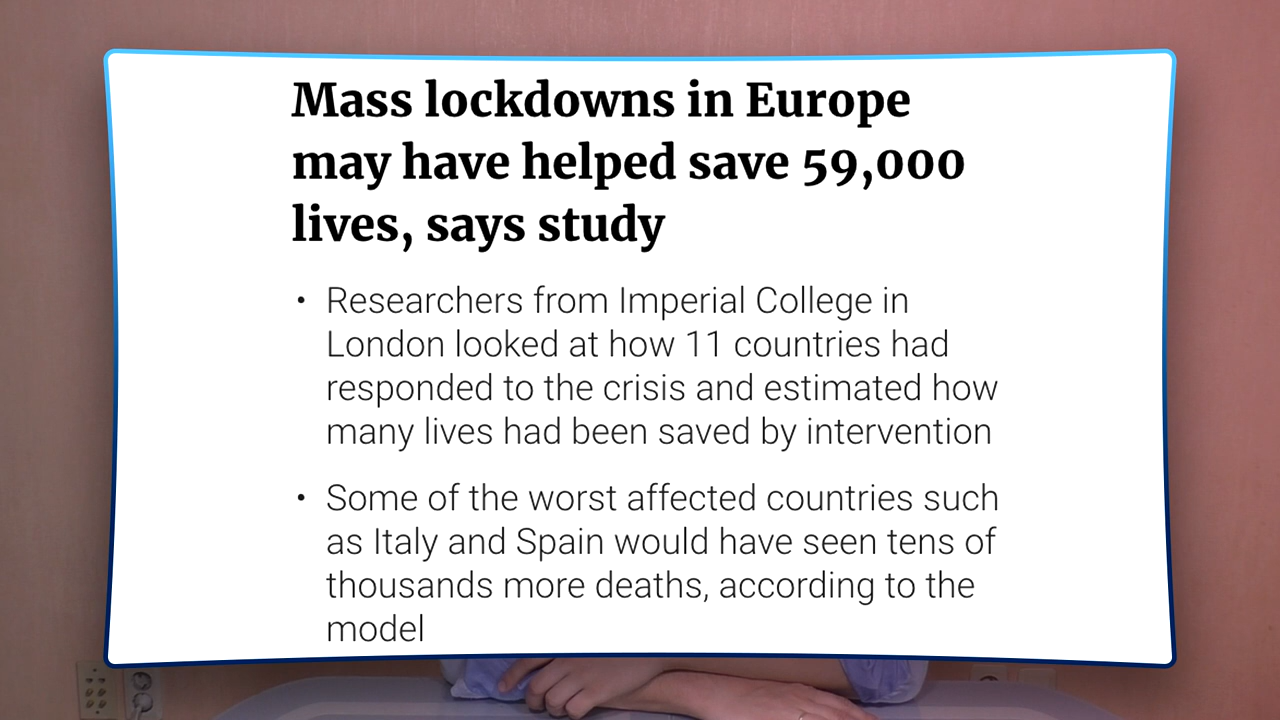 Mass lockdowns in Europe
may have helped save 59,000
lives, says study
• Researchers from Imperial College in
London looked at how 11 countries had
responded to the crisis and estimated how
many lives had been saved by intervention
• Some of the worst affected countries such
as Italy and Spain would have seen tens of
thousands more deaths, according to the
model